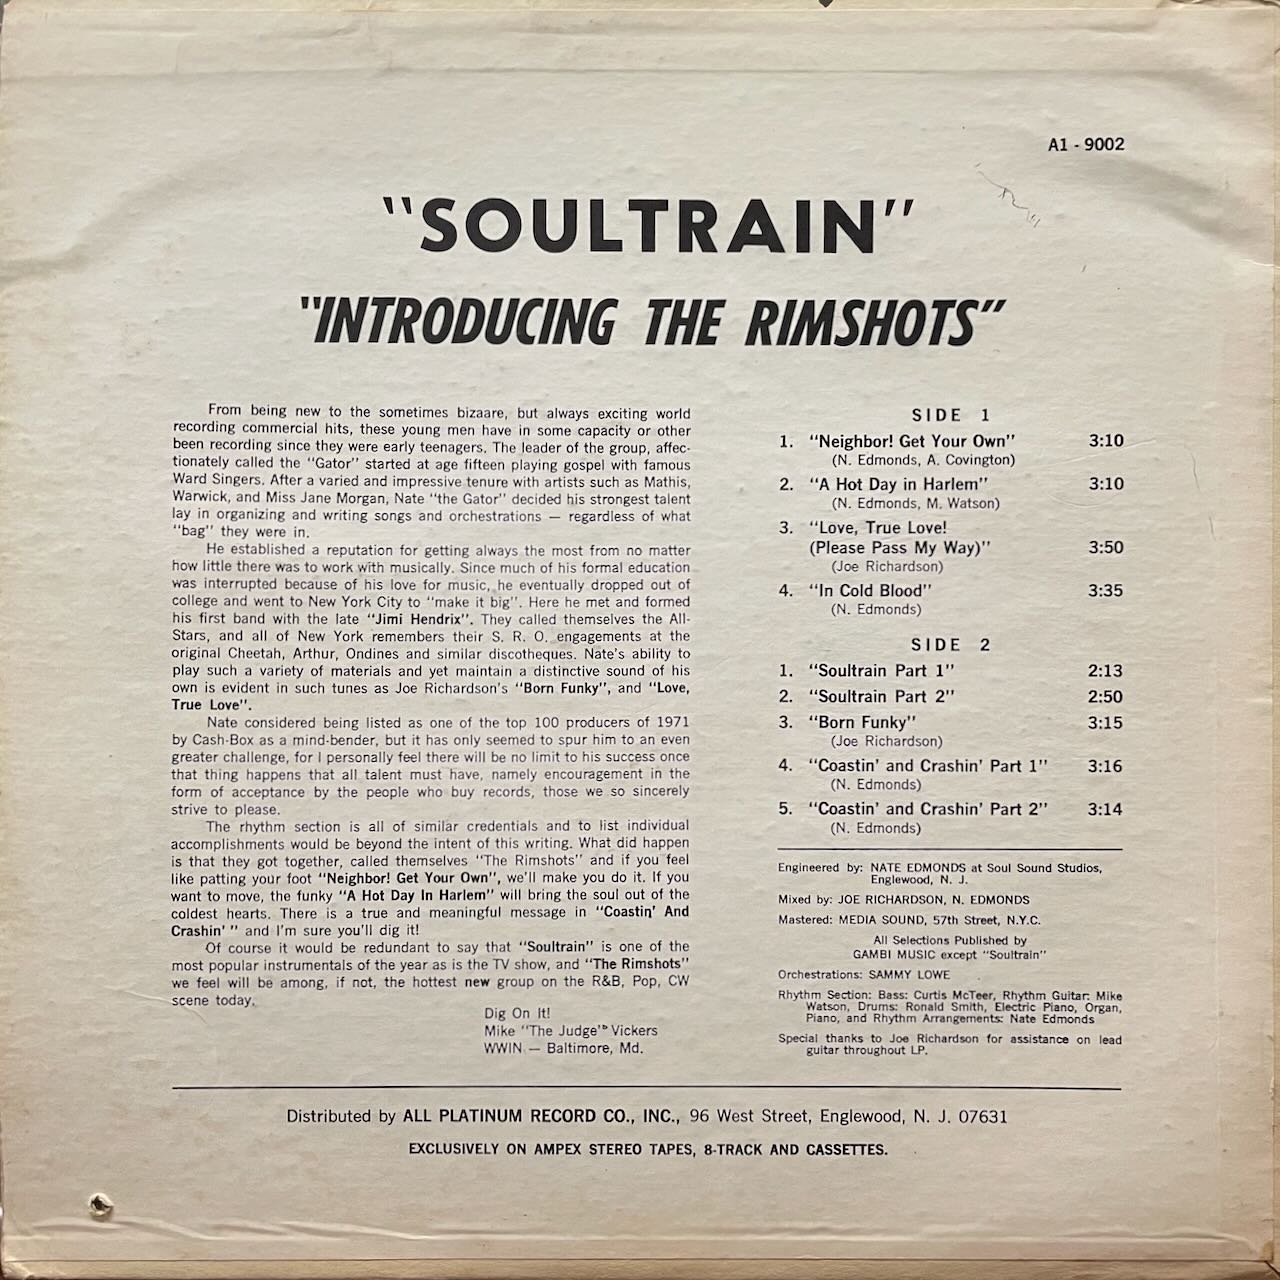 A1 - 9002
"SOULTRAIN"
"INTRODUCING THE RIMSHOTS"
From being new to the sometimes bizaare, but always exciting world
recording commercial hits, these young men have in some capacity or other
been recording since they were early teenagers. The leader of the group, affec-
tionately called the "Gator" started at age fifteen playing gospel with famous
Ward Singers. After a varied and impressive tenure with artists such as Mathis,
Warwick, and Miss Jane Morgan, Nate "the Gator" decided his strongest talent
lay in organizing and writing songs and orchestrations — regardless of what
"bag" they were in.
He established a reputation for getting always the most from no matter
how little there was to work with musically. Since much of his formal education
was interrupted because of his love for music, he eventually dropped out of
college and went to New York City to "make it big". Here he met and formed
his first band with the late "Jimi Hendrix". They called themselves the All-
Stars, and all of New York remembers their S. R. O. engagements at the
original Cheetah, Arthur, Ondines and similar discotheques. Nate's ability to
play such a variety of materials and yet maintain a distinctive sound of his
own is evident in such tunes as Joe Richardson's "Born Funky", and "Love,
True Love".
Nate considered being listed as one of the top 100 producers of 1971
by Cash-Box as a mind-bender, but it has only seemed to spur him to an even
greater challenge, for I personally feel there will be no limit to his success once
that thing happens that all talent must have, namely encouragement in the
form of acceptance by the people who buy records, those we so sincerely
strive to please.
The rhythm section is all of similar credentials and to list individual
accomplishments would be beyond the intent of this writing. What did happen
is that they got together, called themselves "The Rimshots" and if you feel
like patting your foot "Neighbor! Get Your Own", we'll make you do it. If you
want to move, the funky "A Hot Day In Harlem" will bring the soul out of the
coldest hearts. There is a true and meaningful message in "Coastin' And
Crashin' " and I'm sure you'll dig it!
Of course it would be redundant to say that "Soultrain" is one of the
most popular instrumentals of the year as is the TV show, and "The Rimshots"
we feel will be among, if not, the hottest new group on the R&B, Pop, CW
scene today.
Dig On It!
Mike "The Judge" Vickers
WWIN — Baltimore, Md.
SIDE 1
1. "Neighbor! Get Your Own" 3:10
(N. Edmonds, A. Covington)
2. "A Hot Day in Harlem" 3:10
(N. Edmonds, M. Watson)
3. "Love, True Love!
(Please Pass My Way)" 3:50
(Joe Richardson)
4. "In Cold Blood" 3:35
(N. Edmonds)
SIDE 2
1. "Soultrain Part 1" 2:13
2. "Soultrain Part 2" 2:50
3. "Born Funky" 3:15
(Joe Richardson)
4. "Coastin' and Crashin' Part 1" 3:16
(N. Edmonds)
5. "Coastin' and Crashin' Part 2" 3:14
(N. Edmonds)
Engineered by: NATE EDMONDS at Soul Sound Studios,
Englewood, N. J.
Mixed by: JOE RICHARDSON, N. EDMONDS
Mastered: MEDIA SOUND, 57th Street, N.Y.C.
All Selections Published by
GAMBI MUSIC except "Soultrain"
Orchestrations: SAMMY LOWE
Rhythm Section: Bass: Curtis McTeer, Rhythm Guitar: Mike
Watson, Drums: Ronald Smith, Electric Piano, Organ,
Piano, and Rhythm Arrangements: Nate Edmonds
Special thanks to Joe Richardson for assistance on lead
guitar throughout LP.
Distributed by ALL PLATINUM RECORD CO., INC., 96 West Street, Englewood, N. J. 07631
EXCLUSIVELY ON AMPEX STEREO TAPES, 8-TRACK AND CASSETTES.